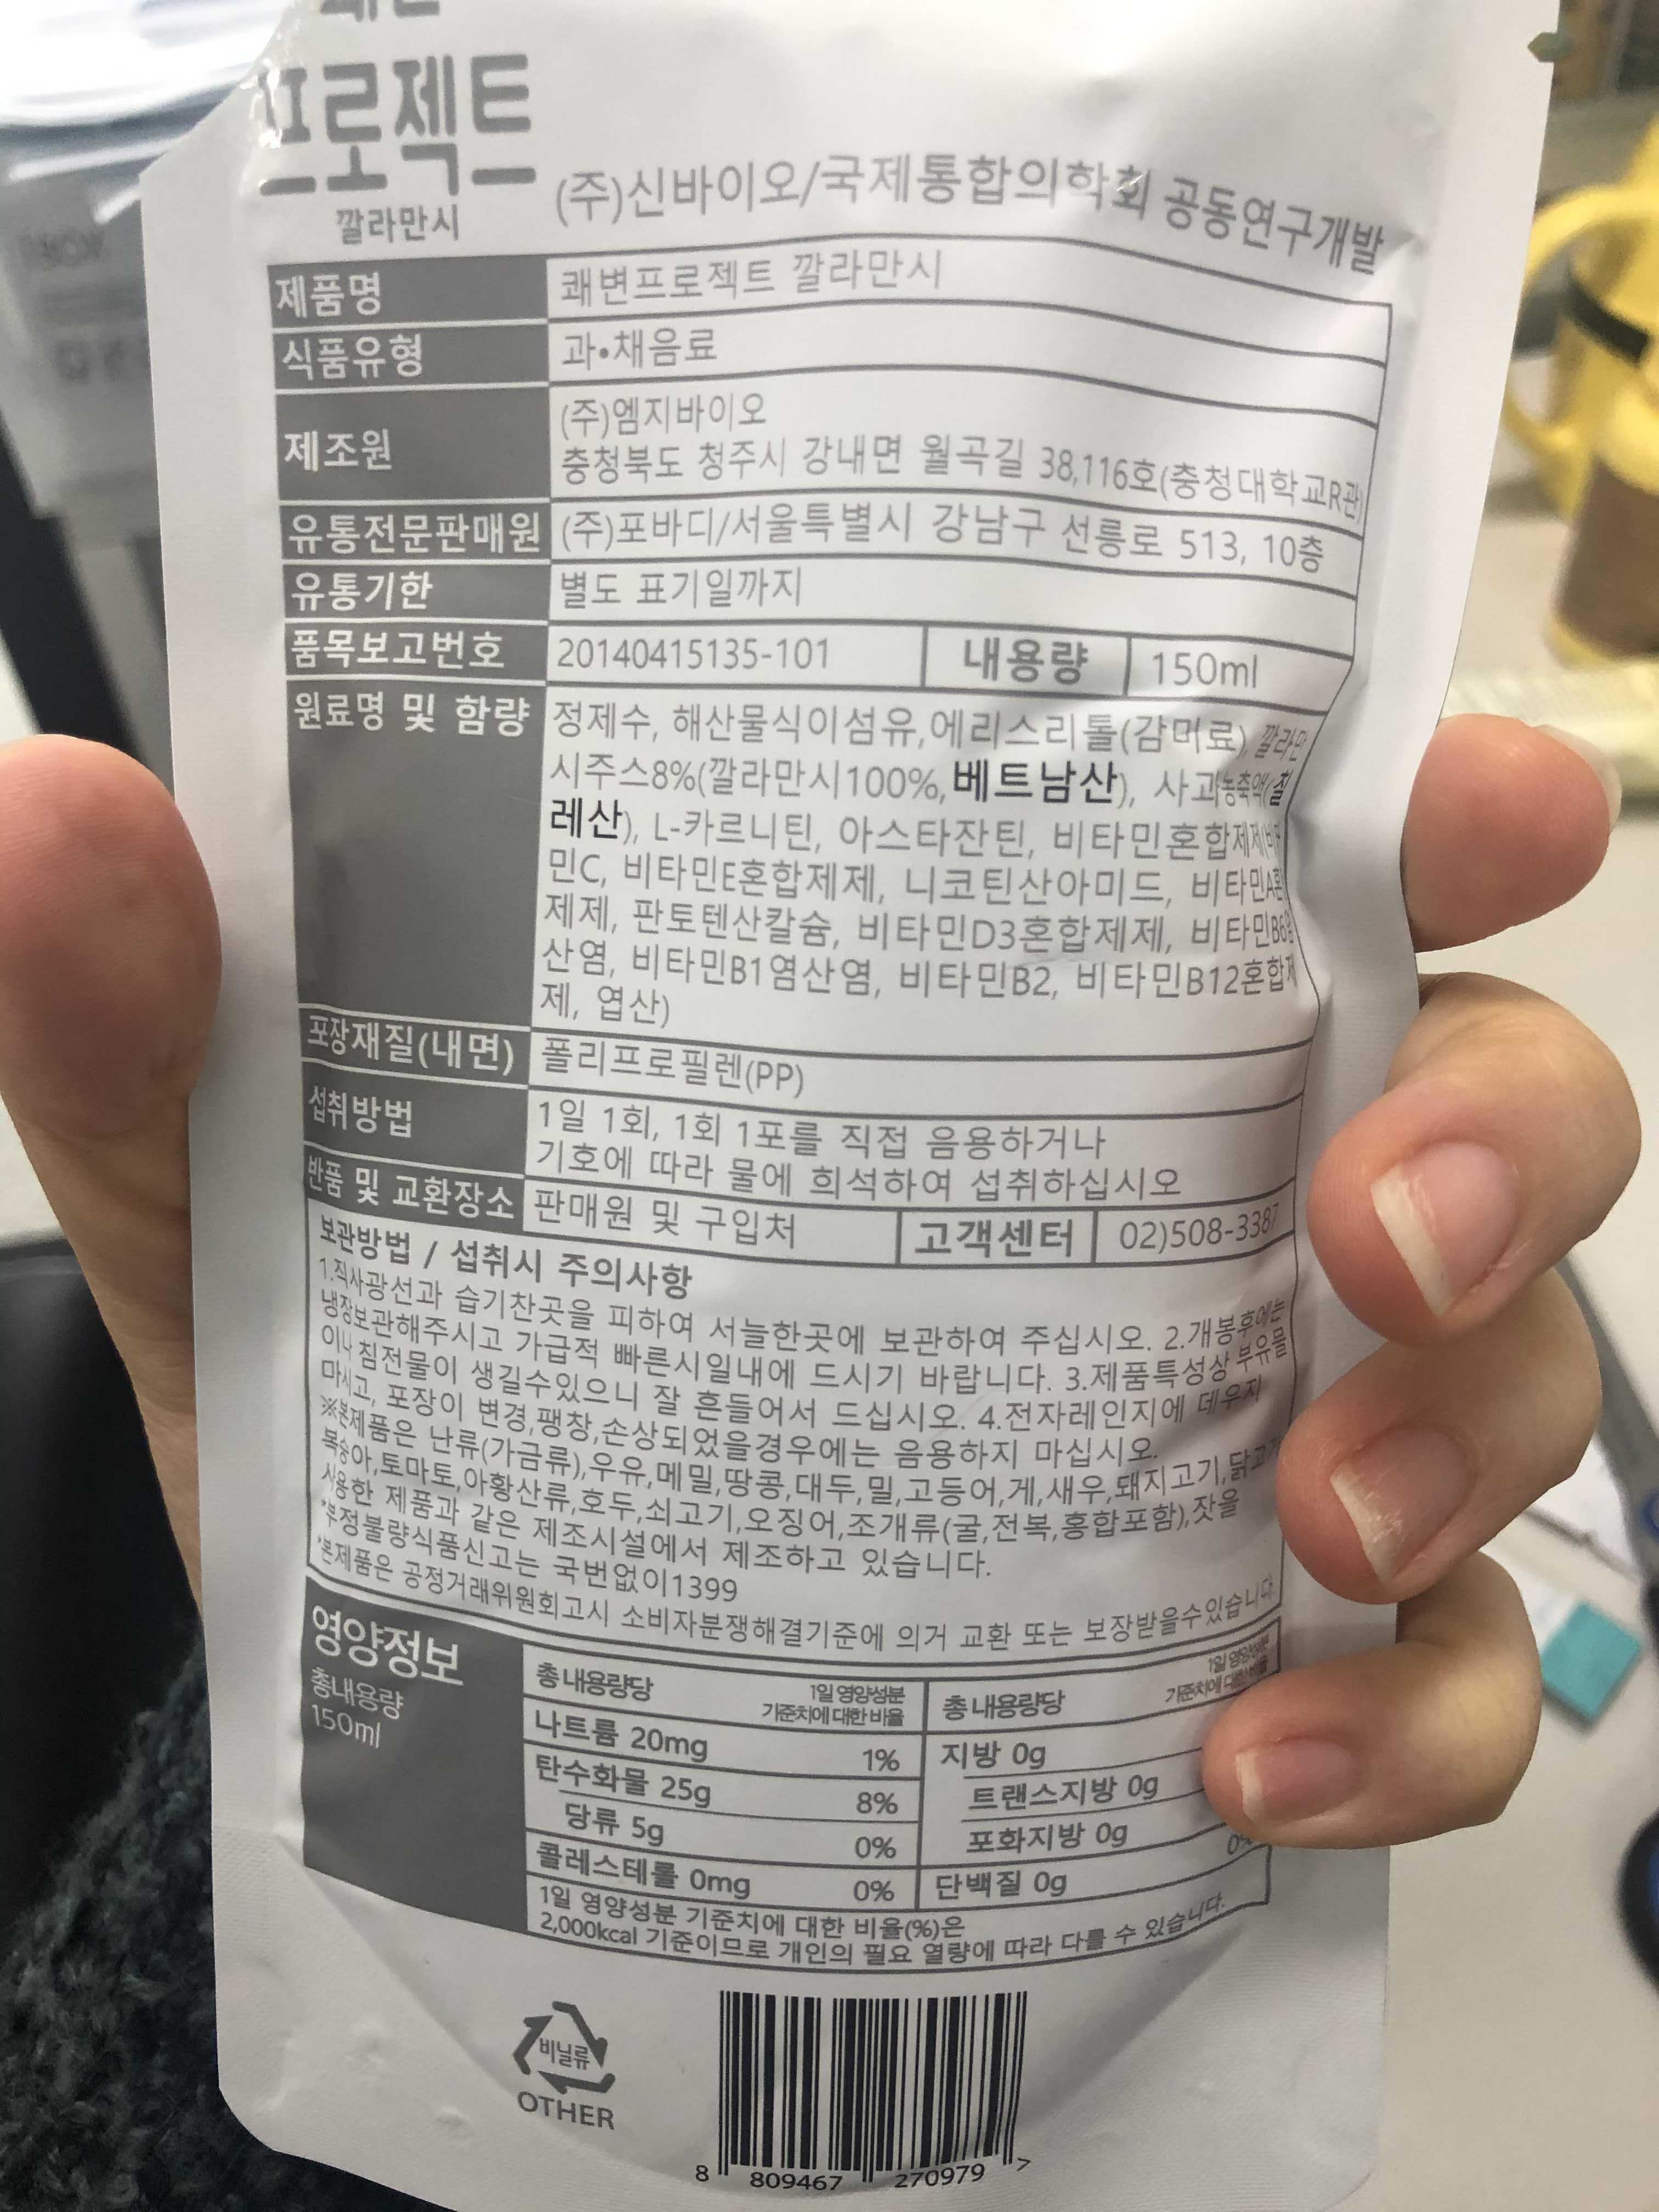 프로젝트
깔라만시
(주)신바이오/국제통합의학회 공동연구개발
제품명 쾌변프로젝트 깔라만시
식품유형 과•채음료
제조원 (주)엠지바이오
충청북도 청주시 강내면 월곡길 38,116호(충청대학교R관)
유통전문판매원 (주)포바디/서울특별시 강남구 선릉로 513, 10층
유통기한 별도 표기일까지
품목보고번호 20140415135-101 내용량 150ml
원료명 및 함량 정제수, 해산물식이섬유,에리스리톨(감머료), 깔라만
시주스8%(깔라만시100%,베트남산), 사과농축액(칠
레산), L-카르니틴, 아스타잔틴, 비타민혼합제제(비타
민C, 비타민E혼합제제, 니코틴산아미드, 비타민A혼
제제, 판토텐산칼슘, 비타민D3혼합제제, 비타민B6염
산염, 비타민B1염산염, 비타민B2, 비타민B12혼합제
제, 엽산)
포장재질(내면) 폴리프로필렌(PP)
섭취방법 1일 1회, 1회 1포를 직접 음용하거나
기호에 따라 물에 희석하여 섭취하십시오
반품 및 교환장소 판매원 및 구입처 고객센터 02)508-3387
보관방법 / 섭취시 주의사항
1.직사광선과 습기찬곳을 피하여 서늘한곳에 보관하여 주십시오. 2.개봉후에는
냉장보관해주시고 가급적 빠른시일내에 드시기 바랍니다. 3.제품특성상 부유물
이나 침전물이 생길수있으니 잘 흔들어서 드십시오. 4.전자레인지에 데우지
마시고, 포장이 변경,팽창,손상되었을경우에는 음용하지 마십시오.
※본제품은 난류(가금류),우유,메밀,땅콩,대두,밀,고등어,게,새우,돼지고기,닭고기
복숭아,토마토,아황산류,호두,쇠고기,오징어,조개류(굴,전복,홍합포함),잣을
사용한 제품과 같은 제조시설에서 제조하고 있습니다.
*부정불량식품신고는 국번없이1399
*본제품은 공정거래위원회고시 소비자분쟁해결기준에 의거 교환 또는 보장받을수있습니다.
영양정보
총내용량
150ml
총 내용량당 1일 영양성분 기준치에 대한 비율 총 내용량당 1일 영양성분 기준치에 대한 비율
나트륨 20mg 1% 지방 0g
탄수화물 25g 8% 트랜스지방 0g
당류 5g 0% 포화지방 0g 0%
콜레스테롤 0mg 0% 단백질 0g
1일 영양성분 기준치에 대한 비율(%)은
2,000kcal 기준이므로 개인의 필요 열량에 따라 다를 수 있습니다.
비닐류
OTHER
8 809467 270979 >